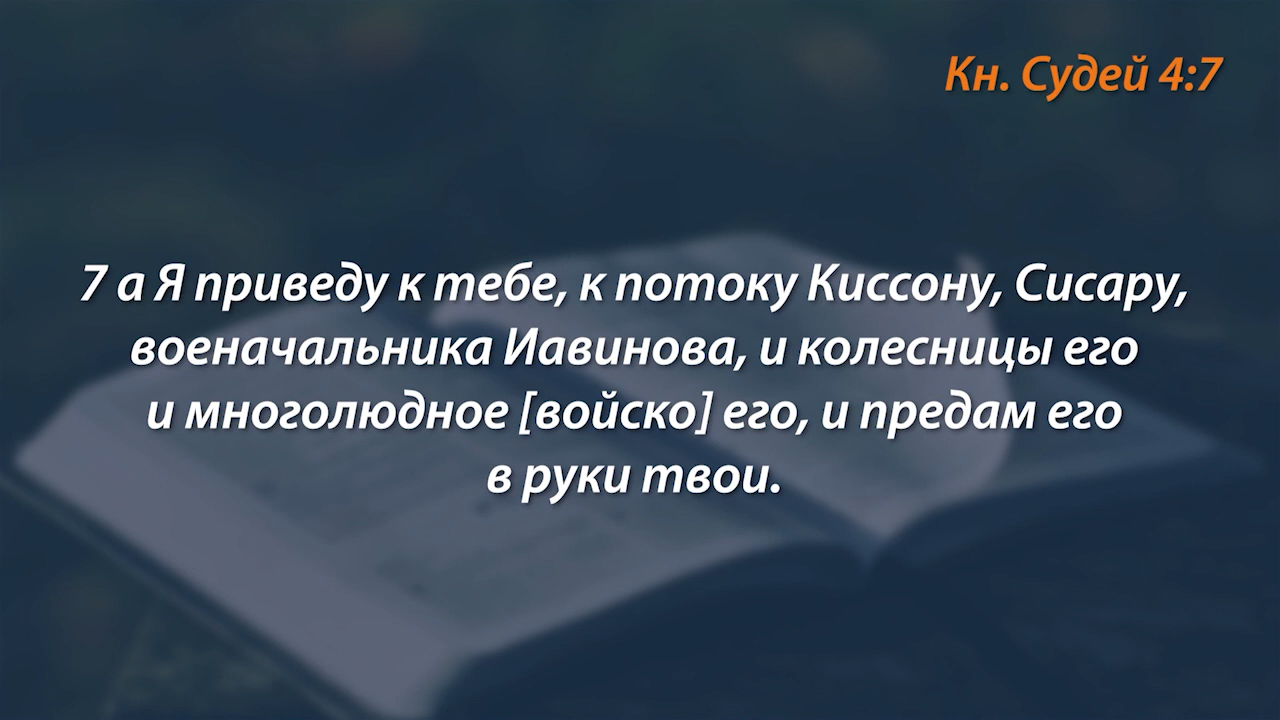 Кн. Судей 4:7
7 а Я приведу к тебе, к потоку Киссону, Сисару,
военачальника Иавинова, и колесницы его
и многолюдное [войско] его, и предам его
в руки твои.